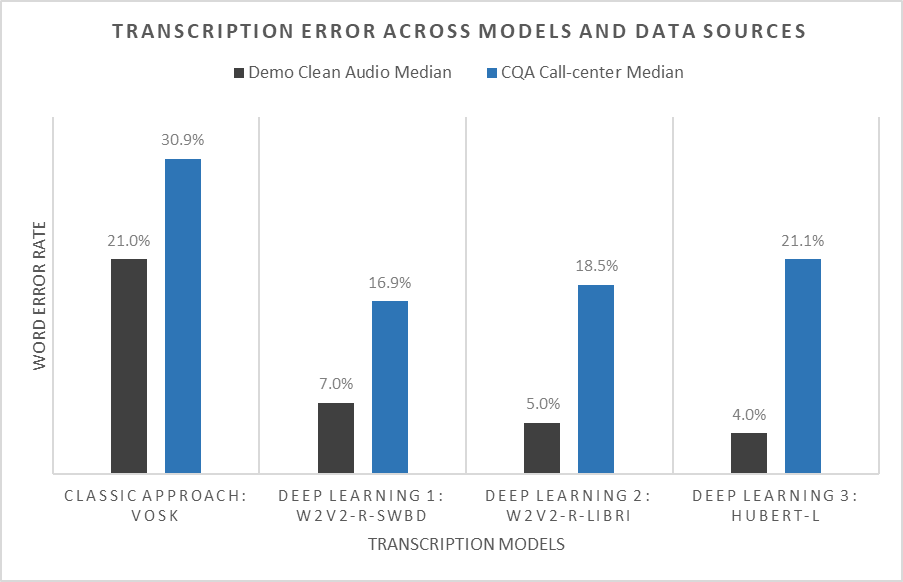 TRANSCRIPTION ERROR ACROSS MODELS AND DATA SOURCES
Demo Clean Audio Median
CQA Call-center Median
WORD ERROR RATE
21.0%
30.9%
7.0%
16.9%
5.0%
18.5%
4.0%
21.1%
CLASSIC APPROACH:
VOSK
DEEP LEARNING 1:
W2V2-R-SWBD
DEEP LEARNING 2:
W2V2-R-LIBRI
DEEP LEARNING 3:
HUBERT-L
TRANSCRIPTION MODELS